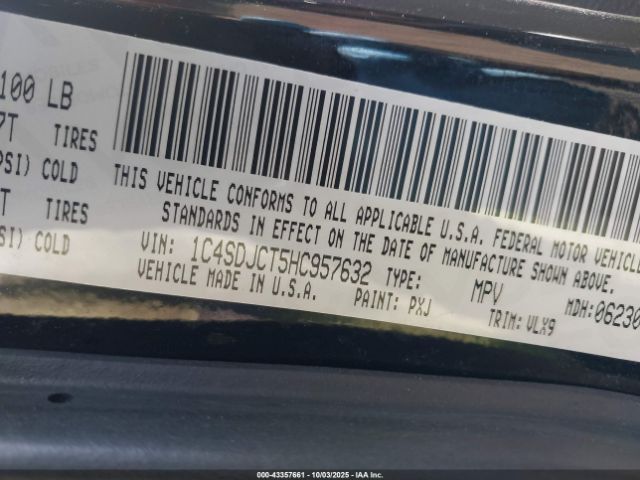 100 LB
7T TIRES
PSI) COLD
T TIRES
SI) COLD
THIS VEHICLE CONFORMS TO ALL APPLICABLE U.S.A. FEDERAL MOTOR VEHICLE
STANDARDS IN EFFECT ON THE DATE OF MANUFACTURE SHOWN ABOVE.
VIN: 1C4SDJCT5HC957632 TYPE: MPV MDH: 06230
VEHICLE MADE IN U.S.A. PAINT: PXJ TRIM: VLX9
000-43357661 | 10/03/2025 | IAA Inc.